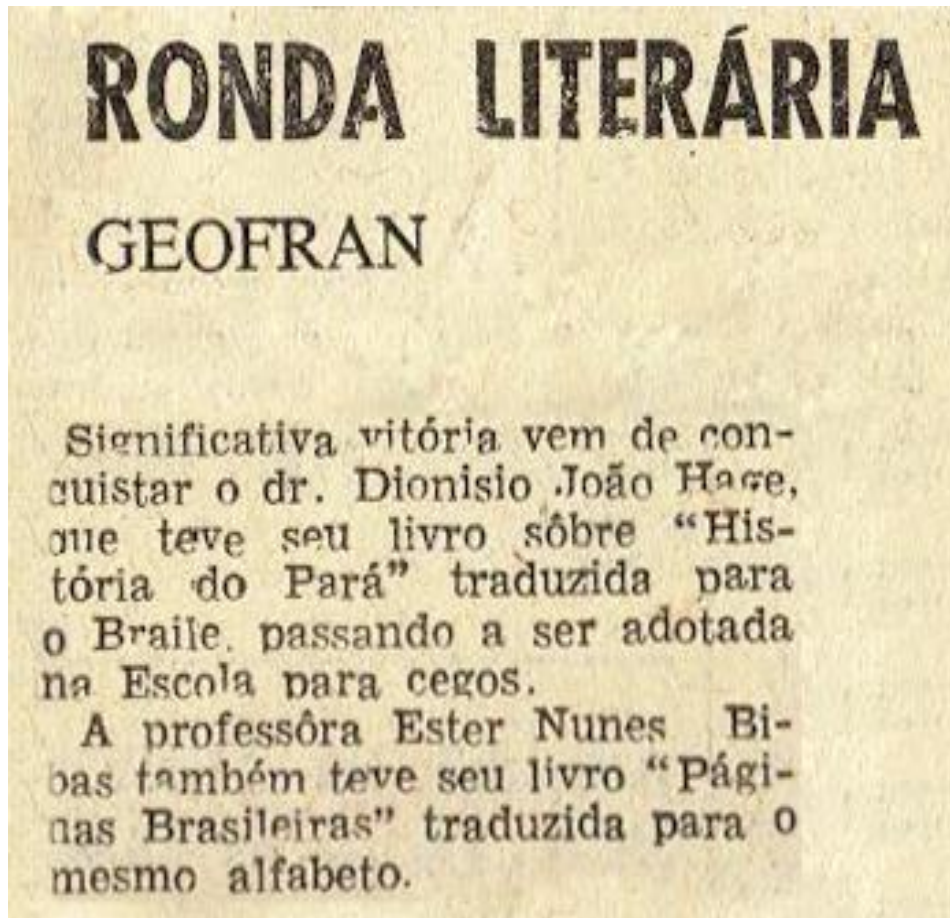 RONDA LITERÁRIA
GEOFRAN
Significativa vitória vem de con-
quistar o dr. Dionisio João Hage,
que teve seu livro sôbre “His-
tória do Pará” traduzida para
o Braile, passando a ser adotada
na Escola para cegos.
A professôra Ester Nunes Bi-
bas também teve seu livro “Pági-
nas Brasileiras” traduzida para o
mesmo alfabeto.